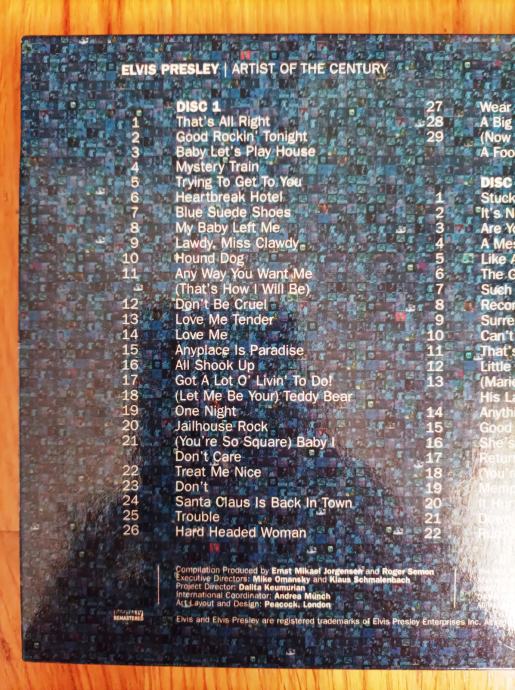 ELVIS PRESLEY | ARTIST OF THE CENTURY
DISC 1
1 That's All Right
2 Good Rockin' Tonight
3 Baby Let's Play House
4 Mystery Train
5 Trying To Get To You
6 Heartbreak Hotel
7 Blue Suede Shoes
8 My Baby Left Me
9 Lawdy, Miss Clawdy
10 Hound Dog
11 Any Way You Want Me
(That's How I Will Be)
12 Don't Be Cruel
13 Love Me Tender
14 Love Me
15 Anyplace Is Paradise
16 All Shook Up
17 Got A Lot O' Livin' To Do!
18 (Let Me Be Your) Teddy Bear
19 One Night
20 Jailhouse Rock
21 (You're So Square) Baby I
Don't Care
22 Treat Me Nice
23 Don't
24 Santa Claus Is Back In Town
25 Trouble
26 Hard Headed Woman
27 Wear
28 A Big
29 (Now
A Foo
DISC
1 Stuck
2 It's N
3 Are Yo
4 A Mes
5 Like A
6 The G
7 Such
8 Recor
9 Surre
10 Can't
11 That's
12 Little
13 (Marie
His La
14 Anyth
15 Good
16 She's
17 Retur
18 (You's
19 Mem
20
21
22
Compilation Produced by Ernst Mikael Jorgensen and Roger Semon
Executive Directors: Mike Omansky and Klaus Schmalenbach
Project Director: Dalita Keumurian
International Coordinator: Andrea Münch
Art Layout and Design: Peacock, London
REMASTERED
Elvis and Elvis Presley are registered trademarks of Elvis Presley Enterprises Inc.